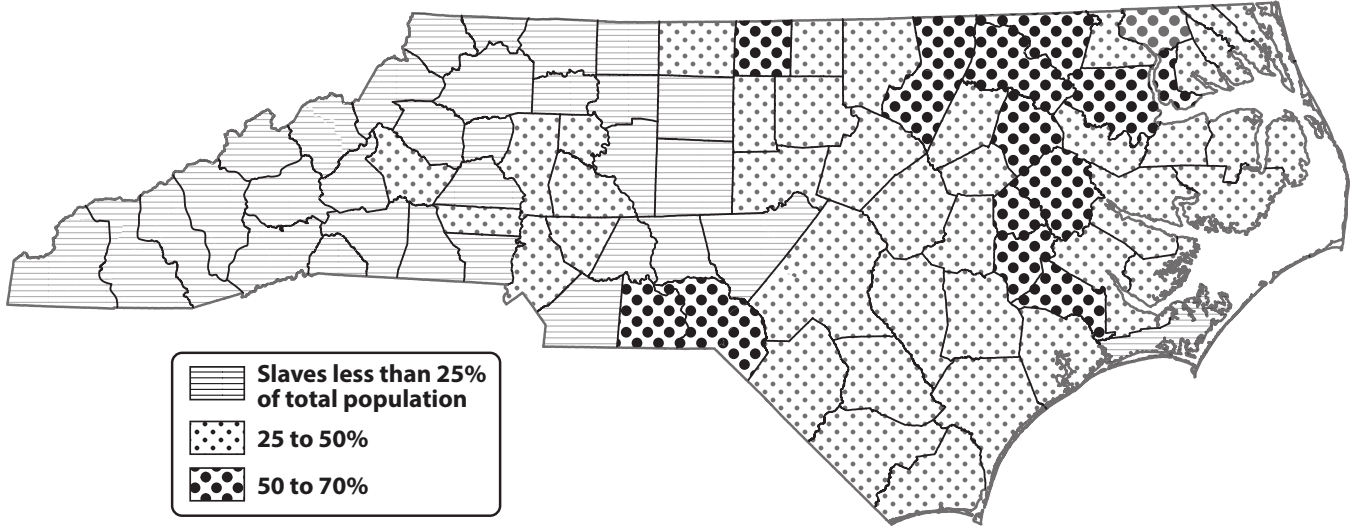 Slaves less than 25%
of total population
25 to 50%
50 to 70%